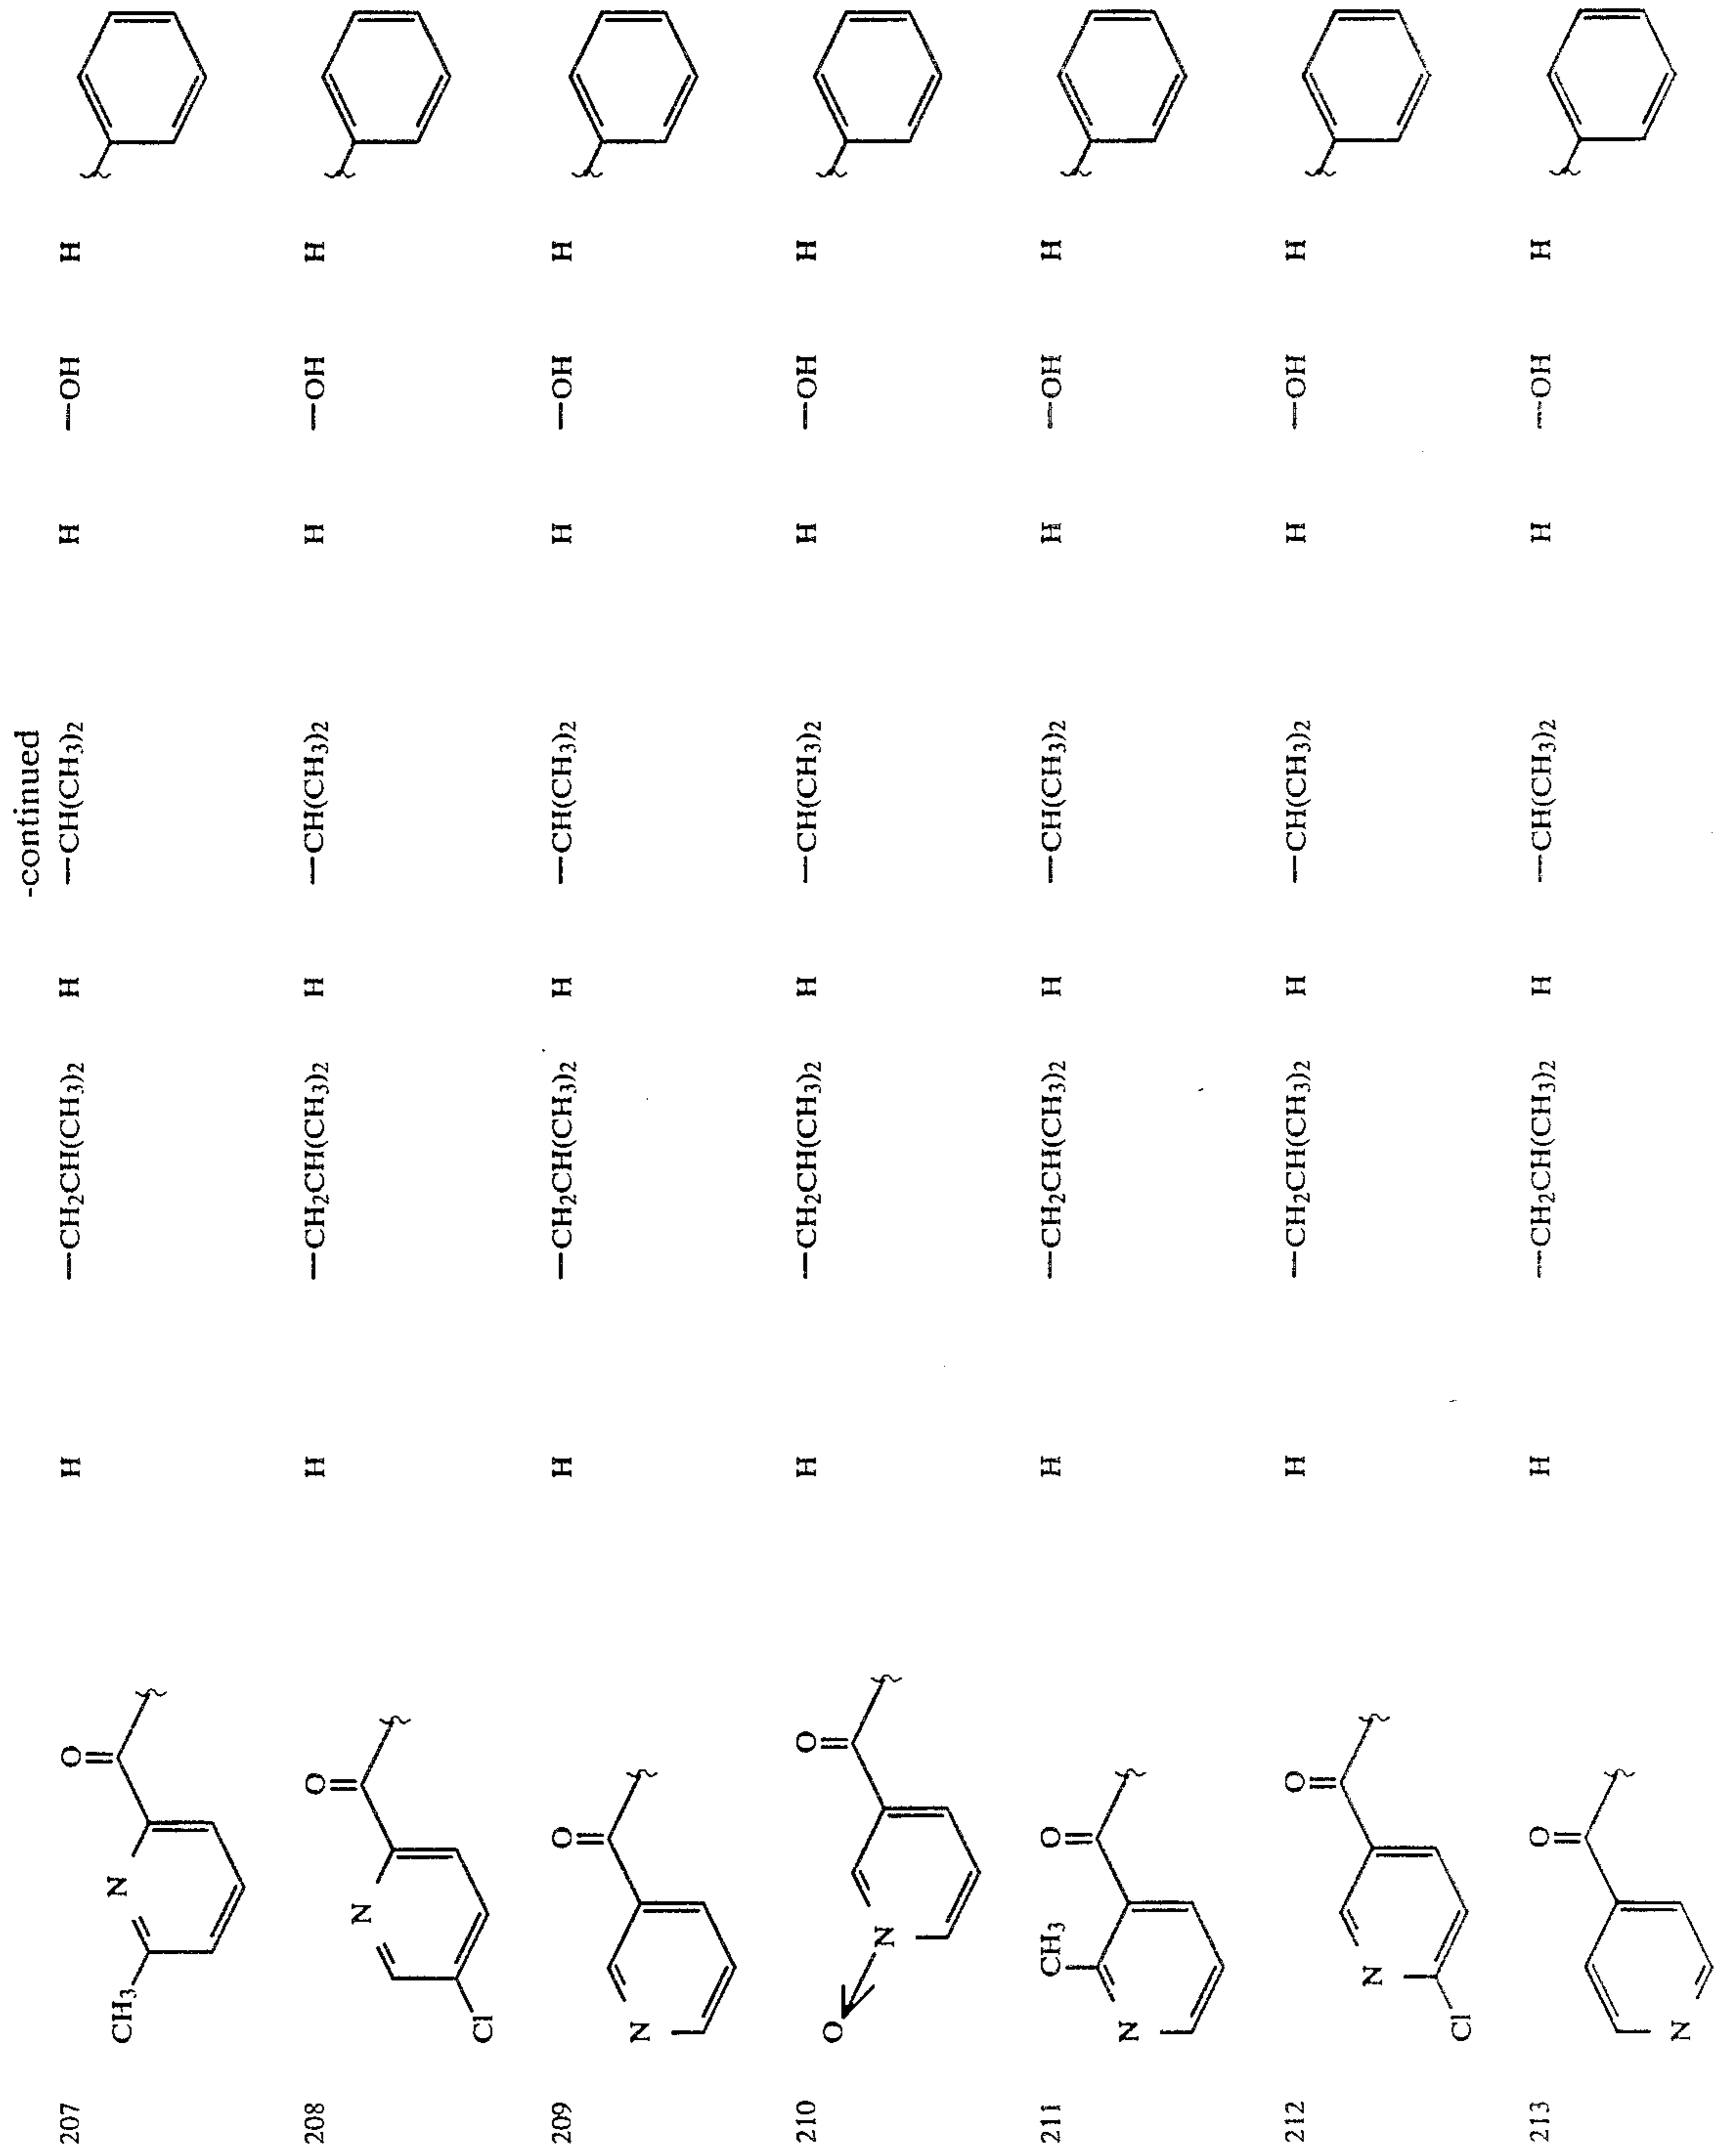 -continued
207 CH3 N O H —CH2CH(CH3)2 H —CH(CH3)2 H —OH H
208 Cl N O H —CH2CH(CH3)2 H —CH(CH3)2 H —OH H
209 N O H —CH2CH(CH3)2 H —CH(CH3)2 H —OH H
210 O N O H —CH2CH(CH3)2 H —CH(CH3)2 H —OH H
211 N CH3 O H —CH2CH(CH3)2 H —CH(CH3)2 H —OH H
212 Cl N O H —CH2CH(CH3)2 H —CH(CH3)2 H —OH H
213 N O H —CH2CH(CH3)2 H —CH(CH3)2 H —OH H